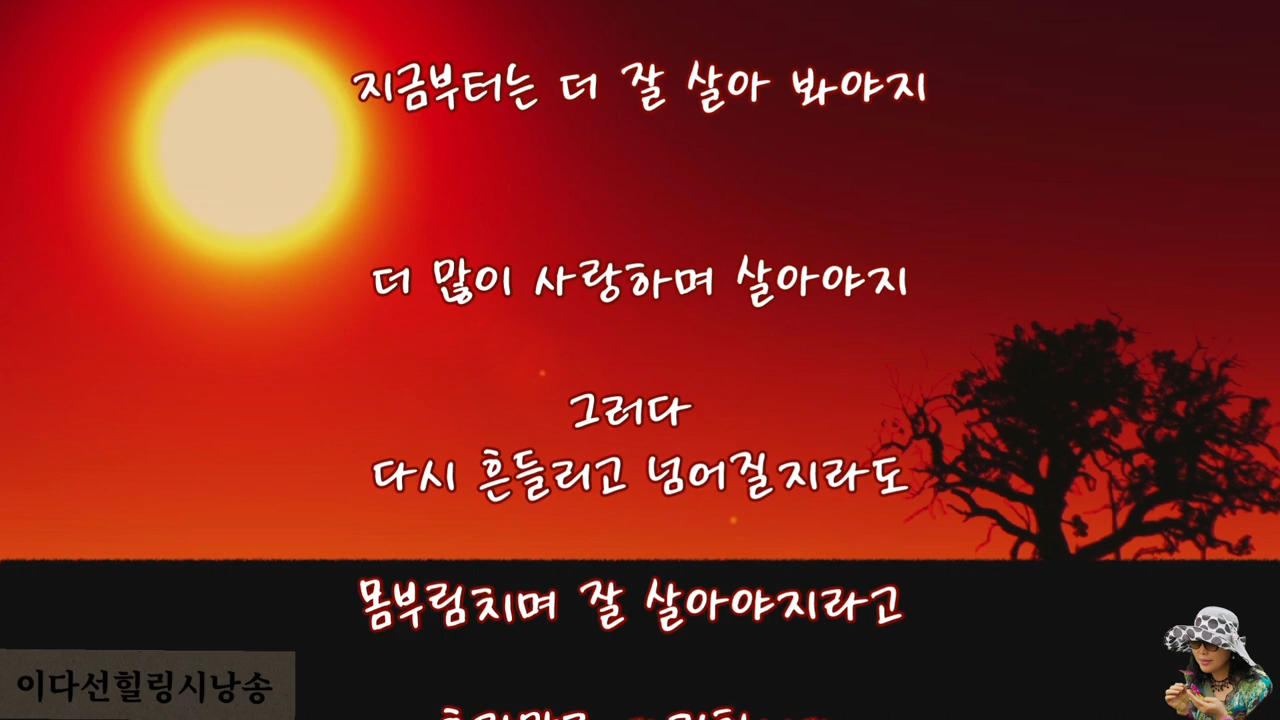 지금부터는 더 잘 살아 봐야지
더 많이 사랑하며 살아야지
그러다
다시 흔들리고 넘어질지라도
몸부림치며 잘 살아야지라고
이다선힐링시낭송